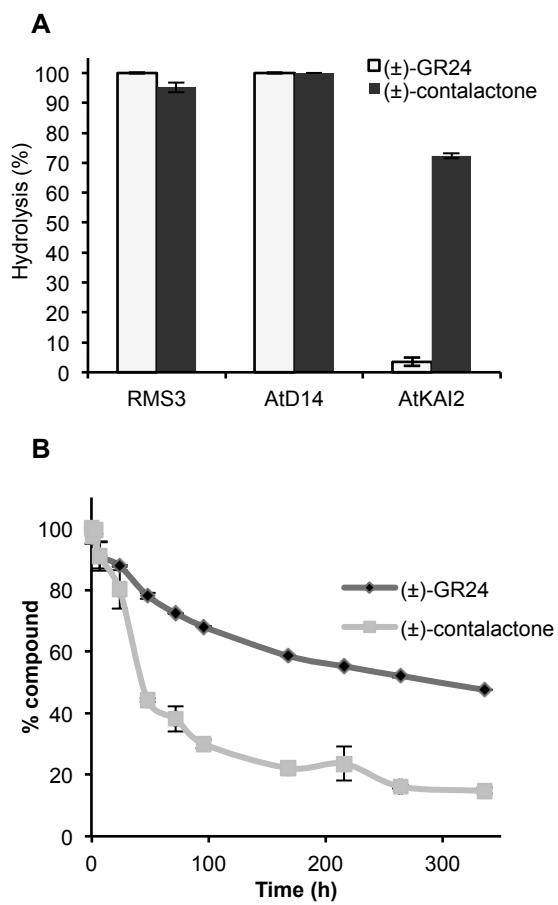 A
Hydrolysis (%)
100
90
80
70
60
50
40
30
20
10
0
(±)-GR24
(±)-contalactone
RMS3 AtD14 AtKAI2
B
% compound
100
80
60
40
20
0
(±)-GR24
(±)-contalactone
0 100 200 300
Time (h)